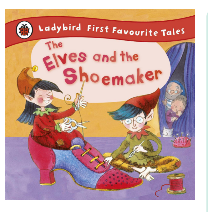 Ladybird First Favourite Tales
The
Elves and the
Shoemaker